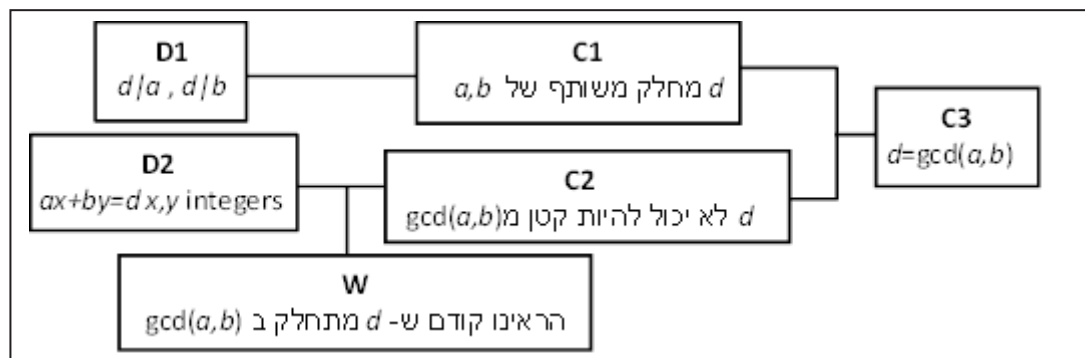 D1
d|a , d|b
C1
d מחלק משותף של a,b
C3
d=gcd(a,b)
D2
ax+by=d x,y integers
C2
d לא יכול להיות קטן מgcd(a,b)
W
הראינו קודם ש- d מתחלק ב gcd(a,b)